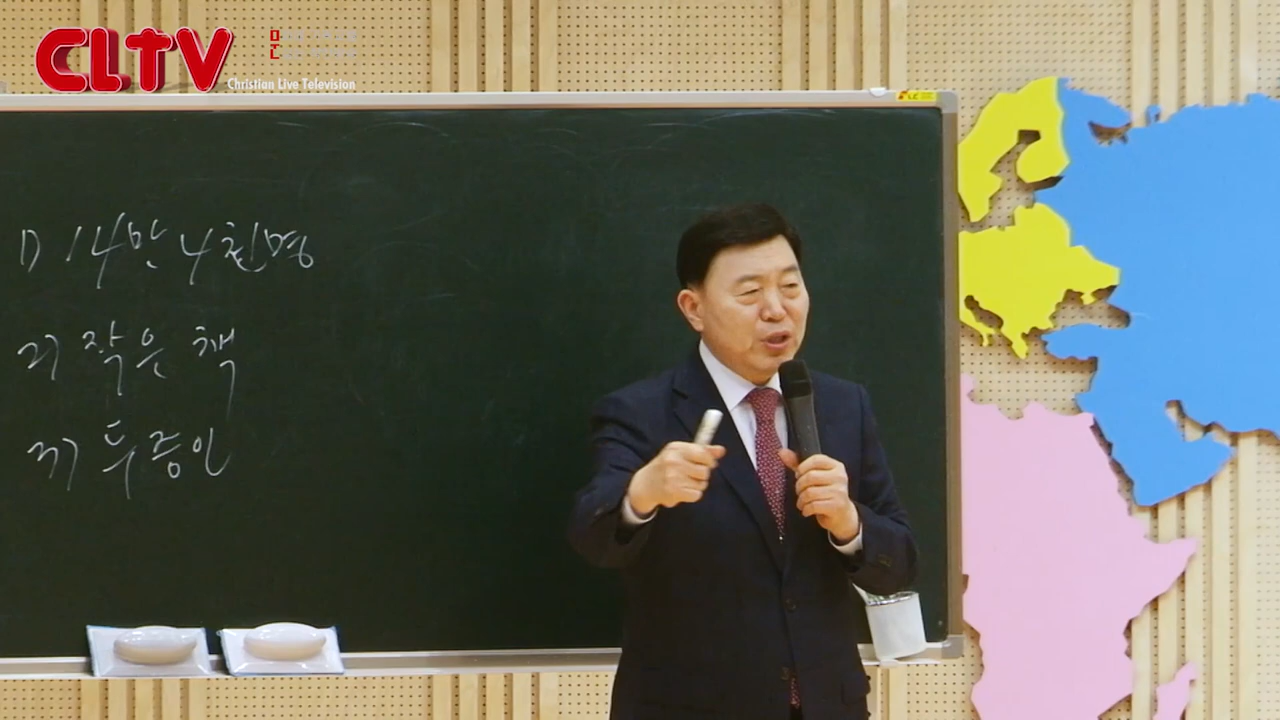 CLTV
Christian Live Television
1) 14만 4천명
2) 작은 책
3) 두 증인